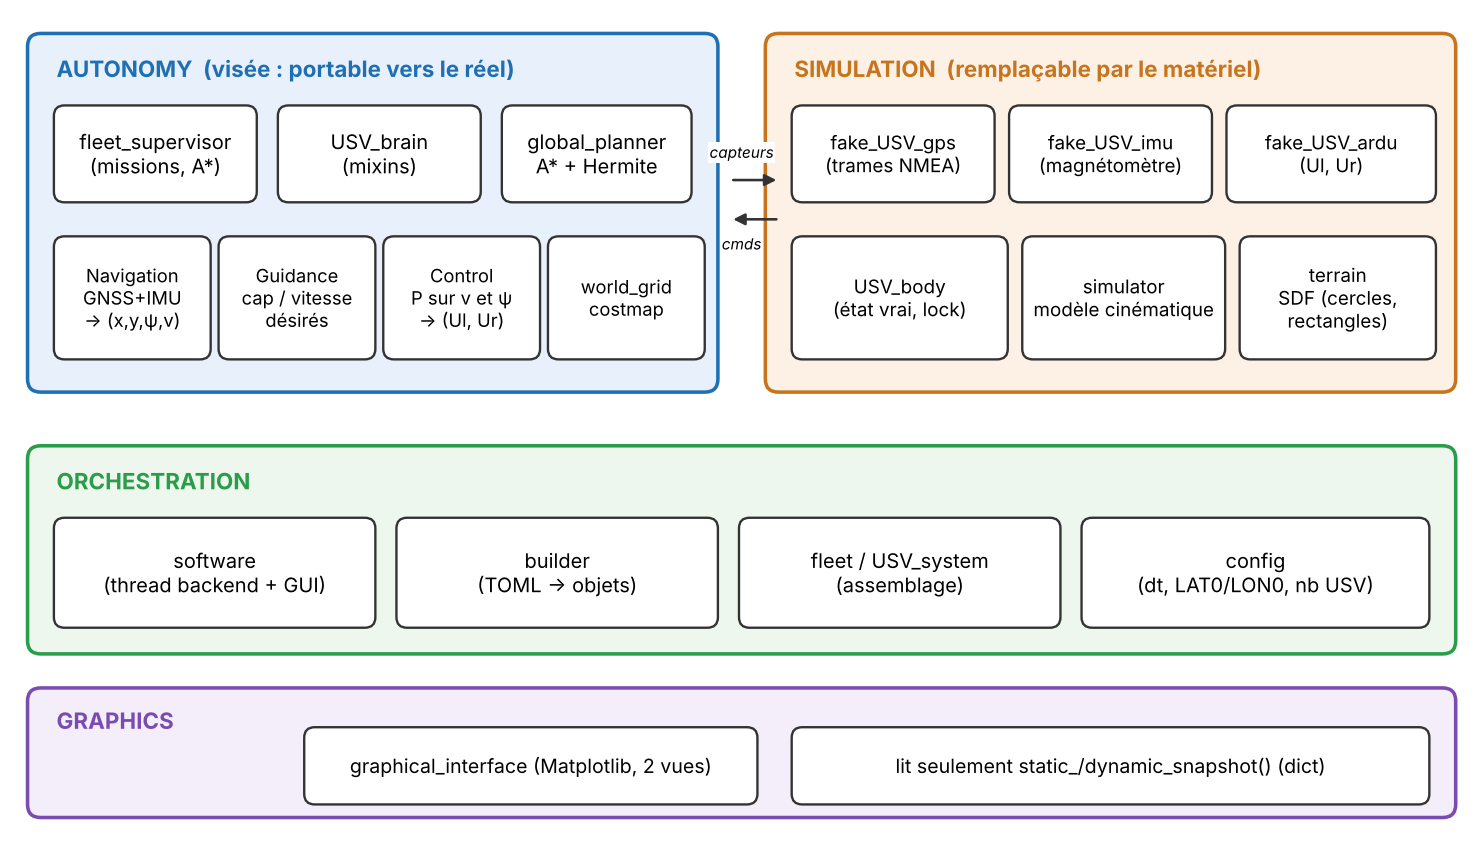 AUTONOMY (visée : portable vers le réel)
fleet_supervisor
(missions, A*)
USV_brain
(mixins)
global_planner
A* + Hermite
Navigation
GNSS+IMU
→ (x,y,ψ,v)
Guidance
cap / vitesse
désirés
Control
P sur v et ψ
→ (Ul, Ur)
world_grid
costmap
capteurs
cmds
SIMULATION (remplaçable par le matériel)
fake_USV_gps
(trames NMEA)
fake_USV_imu
(magnétomètre)
fake_USV_ardu
(Ul, Ur)
USV_body
(état vrai, lock)
simulator
modèle cinématique
terrain
SDF (cercles,
rectangles)
ORCHESTRATION
software
(thread backend + GUI)
builder
(TOML → objets)
fleet / USV_system
(assemblage)
config
(dt, LAT0/LON0, nb USV)
GRAPHICS
graphical_interface (Matplotlib, 2 vues)
lit seulement static_/dynamic_snapshot() (dict)